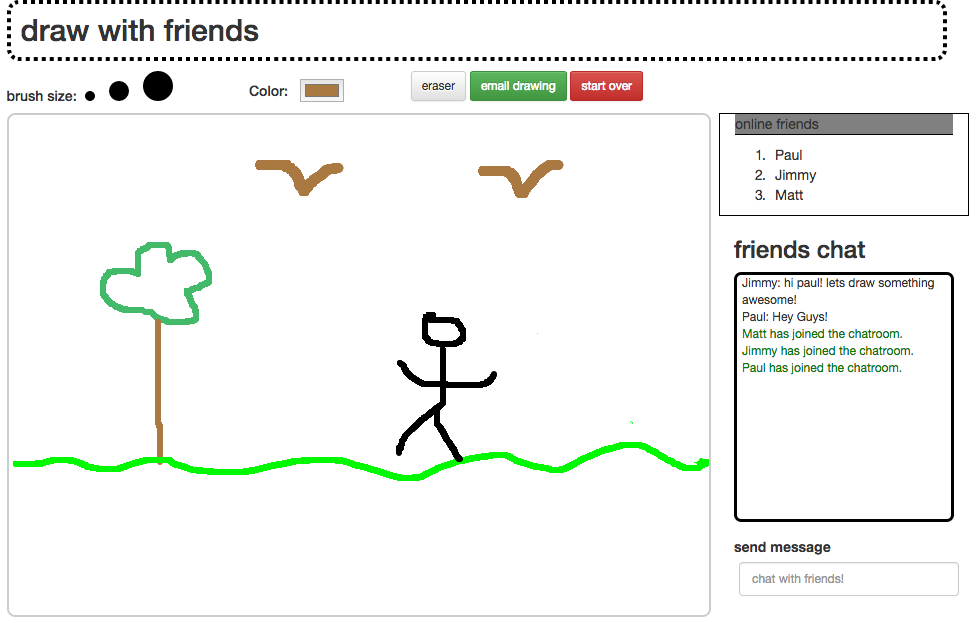 draw with friends
brush size:
Color:
eraser
email drawing
start over
online friends
1. Paul
2. Jimmy
3. Matt
friends chat
Jimmy: hi paul! lets draw something
awesome!
Paul: Hey Guys!
Matt has joined the chatroom.
Jimmy has joined the chatroom.
Paul has joined the chatroom.
send message
chat with friends!